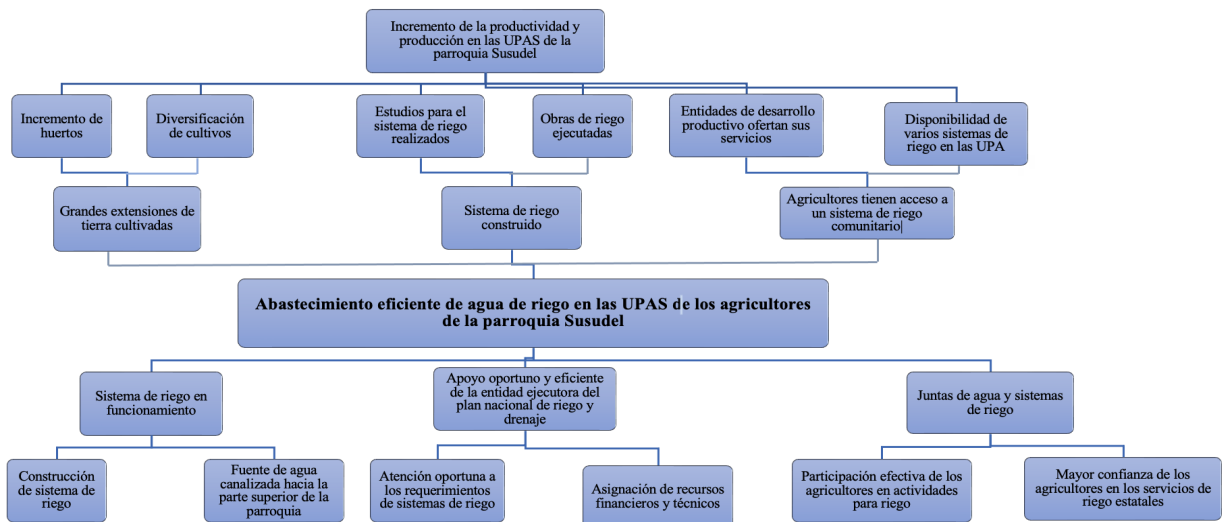 Incremento de la productividad y
producción en las UPAS de la
parroquia Susudel
Incremento de
huertos
Diversificación
de cultivos
Estudios para el
sistema de riego
realizados
Obras de riego
ejecutadas
Entidades de desarrollo
productivo ofertan sus
servicios
Disponibilidad de
varios sistemas de
riego en las UPA
Grandes extensiones de
tierra cultivadas
Sistema de riego
construido
Agricultores tienen acceso a
un sistema de riego
comunitario
Abastecimiento eficiente de agua de riego en las UPAS de los agricultores
de la parroquia Susudel
Sistema de riego en
funcionamiento
Apoyo oportuno y eficiente
de la entidad ejecutora del
plan nacional de riego y
drenaje
Juntas de agua y sistemas
de riego
Construcción
de sistema de
riego
Fuente de agua
canalizada hacia la
parte superior de la
parroquia
Atención oportuna
a los requerimientos
de sistemas de riego
Asignación de recursos
financieros y técnicos
Participación efectiva de los
agricultores en actividades
para riego
Mayor confianza de los
agricultores en los servicios de
riego estatales